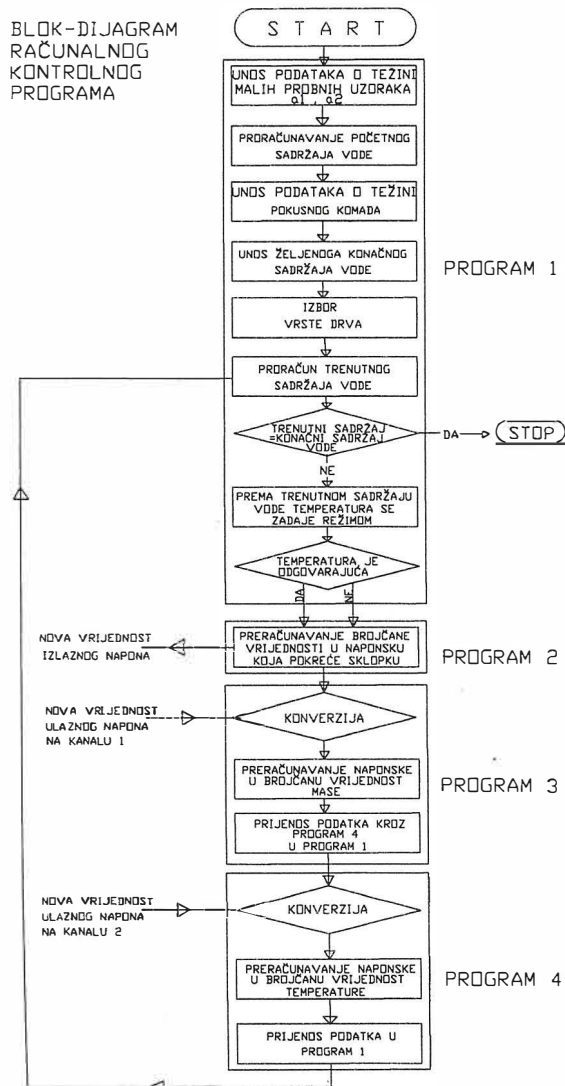 BLOK-DIJAGRAM
RAČUNALNOG
KONTROLNOG
PROGRAMA
START
UNOS PODATAKA O TEŽINI
MALIH PROBNIH UZORAKA
a1, a2
PRORAČUNAVANJE POČETNOG
SADRŽAJA VODE
UNOS PODATAKA O TEŽINI
POKUSNOG KOMADA
UNOS ŽELJENOGA KONAČNOG
SADRŽAJA VODE
PROGRAM 1
IZBOR
VRSTE DRVA
PRORAČUN TRENUTNOG
SADRŽAJA VODE
TRENUTNI SADRŽAJ
=KONAČNI SADRŽAJ
VODE
DA
STOP
NE
PREMA TRENUTNOM SADRŽAJU
VODE TEMPERATURA SE
ZADAJE REŽIMOM
TEMPERATURA JE
ODGOVARAJUĆA
DA
NE
NOVA VRIJEDNOST
IZLAZNOG NAPONA
PRERAČUNAVANJE BROJČANE
VRIJEDNOSTI U NAPONSKU
KOJA POKREĆE SKLOPKU
PROGRAM 2
NOVA VRIJEDNOST
ULAZNOG NAPONA
NA KANALU 1
KONVERZIJA
PRERAČUNAVANJE NAPONSKE
U BROJČANU VRIJEDNOST
MASE
PROGRAM 3
PRIJENOS PODATKA KROZ
PROGRAM 4
U PROGRAM 1
NOVA VRIJEDNOST
ULAZNOG NAPONA
NA KANALU 2
KONVERZIJA
PRERAČUNAVANJE NAPONSKE
U BROJČANU VRIJEDNOST
TEMPERATURE
PROGRAM 4
PRIJENOS PODATKA U
PROGRAM 1